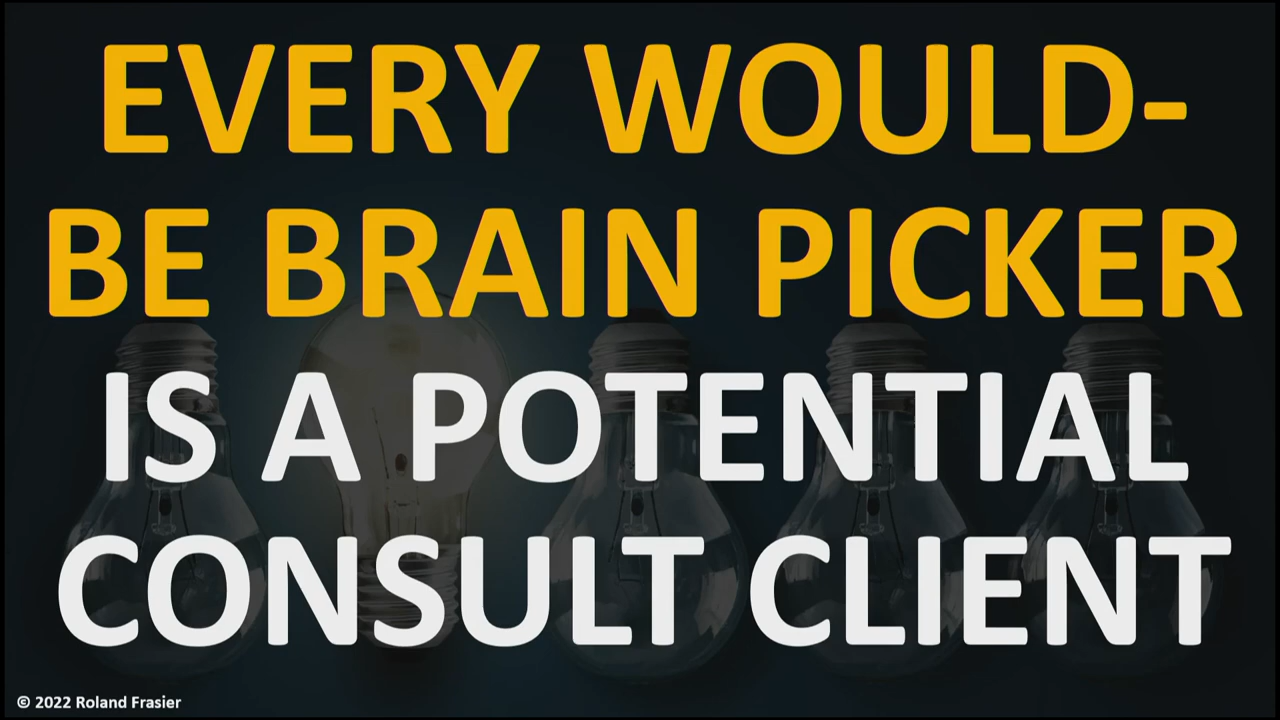 EVERY WOULD-
BE BRAIN PICKER
IS A POTENTIAL
CONSULT CLIENT
© 2022 Roland Frasier